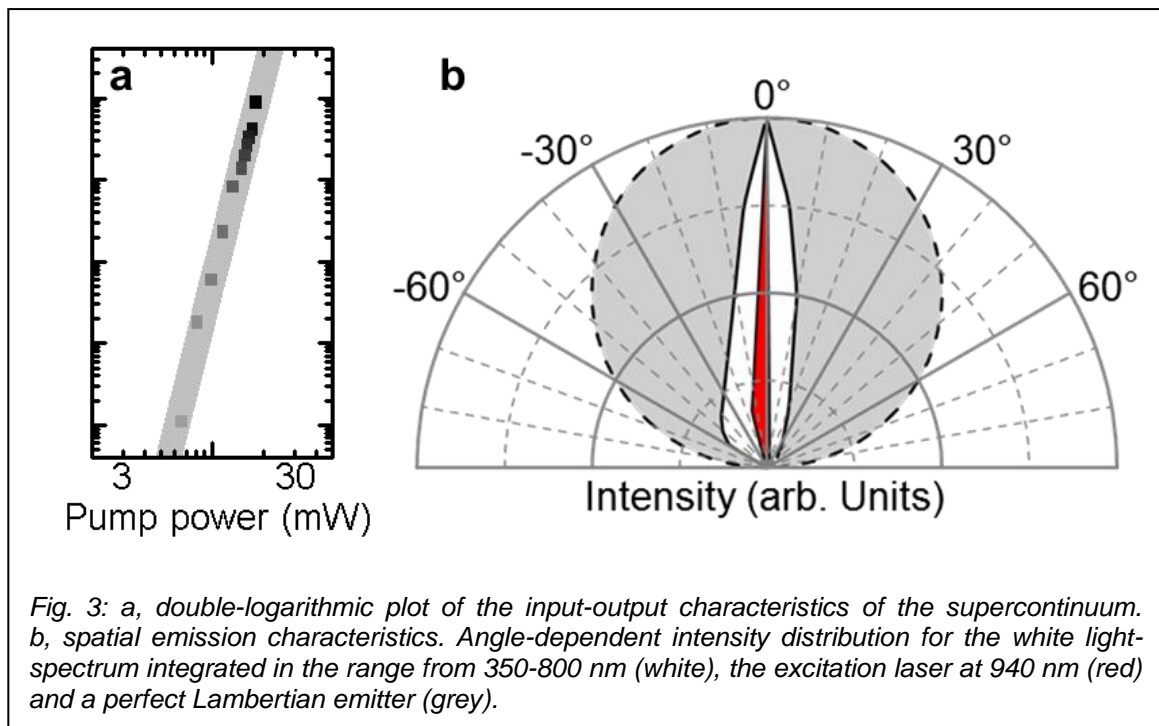 a
3
30
Pump power (mW)
b
0°
-30°
30°
-60°
60°
Intensity (arb. Units)
Fig. 3: a, double-logarithmic plot of the input-output characteristics of the supercontinuum.
b, spatial emission characteristics. Angle-dependent intensity distribution for the white light-
spectrum integrated in the range from 350-800 nm (white), the excitation laser at 940 nm (red)
and a perfect Lambertian emitter (grey).